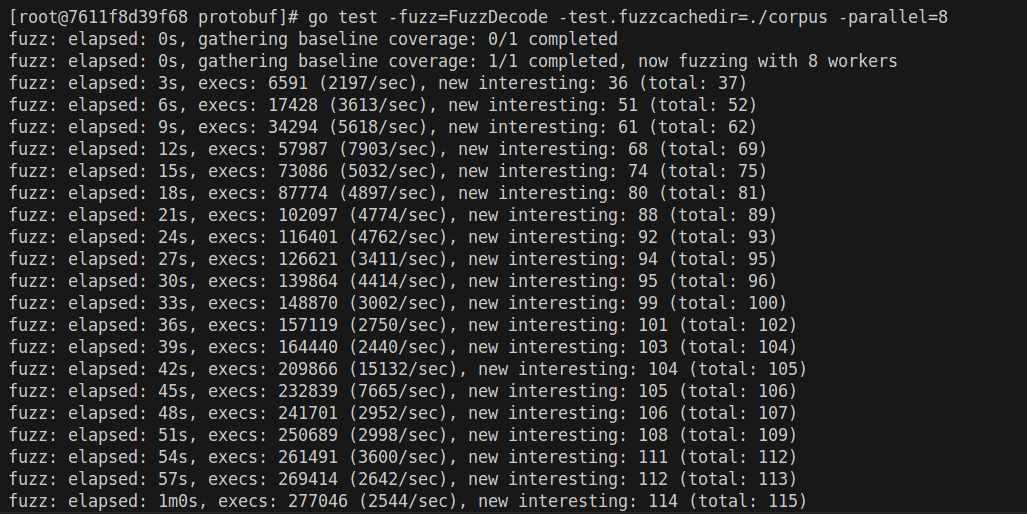 [root@7611f8d39f68 protobuf]# go test -fuzz=FuzzDecode -test.fuzzcachedir=./corpus -parallel=8
fuzz: elapsed: 0s, gathering baseline coverage: 0/1 completed
fuzz: elapsed: 0s, gathering baseline coverage: 1/1 completed, now fuzzing with 8 workers
fuzz: elapsed: 3s, execs: 6591 (2197/sec), new interesting: 36 (total: 37)
fuzz: elapsed: 6s, execs: 17428 (3613/sec), new interesting: 51 (total: 52)
fuzz: elapsed: 9s, execs: 34294 (5618/sec), new interesting: 61 (total: 62)
fuzz: elapsed: 12s, execs: 57987 (7903/sec), new interesting: 68 (total: 69)
fuzz: elapsed: 15s, execs: 73086 (5032/sec), new interesting: 74 (total: 75)
fuzz: elapsed: 18s, execs: 87774 (4897/sec), new interesting: 80 (total: 81)
fuzz: elapsed: 21s, execs: 102097 (4774/sec), new interesting: 88 (total: 89)
fuzz: elapsed: 24s, execs: 116401 (4762/sec), new interesting: 92 (total: 93)
fuzz: elapsed: 27s, execs: 126621 (3411/sec), new interesting: 94 (total: 95)
fuzz: elapsed: 30s, execs: 139864 (4414/sec), new interesting: 95 (total: 96)
fuzz: elapsed: 33s, execs: 148870 (3002/sec), new interesting: 99 (total: 100)
fuzz: elapsed: 36s, execs: 157119 (2750/sec), new interesting: 101 (total: 102)
fuzz: elapsed: 39s, execs: 164440 (2440/sec), new interesting: 103 (total: 104)
fuzz: elapsed: 42s, execs: 209866 (15132/sec), new interesting: 104 (total: 105)
fuzz: elapsed: 45s, execs: 232839 (7665/sec), new interesting: 105 (total: 106)
fuzz: elapsed: 48s, execs: 241701 (2952/sec), new interesting: 106 (total: 107)
fuzz: elapsed: 51s, execs: 250689 (2998/sec), new interesting: 108 (total: 109)
fuzz: elapsed: 54s, execs: 261491 (3600/sec), new interesting: 111 (total: 112)
fuzz: elapsed: 57s, execs: 269414 (2642/sec), new interesting: 112 (total: 113)
fuzz: elapsed: 1m0s, execs: 277046 (2544/sec), new interesting: 114 (total: 115)